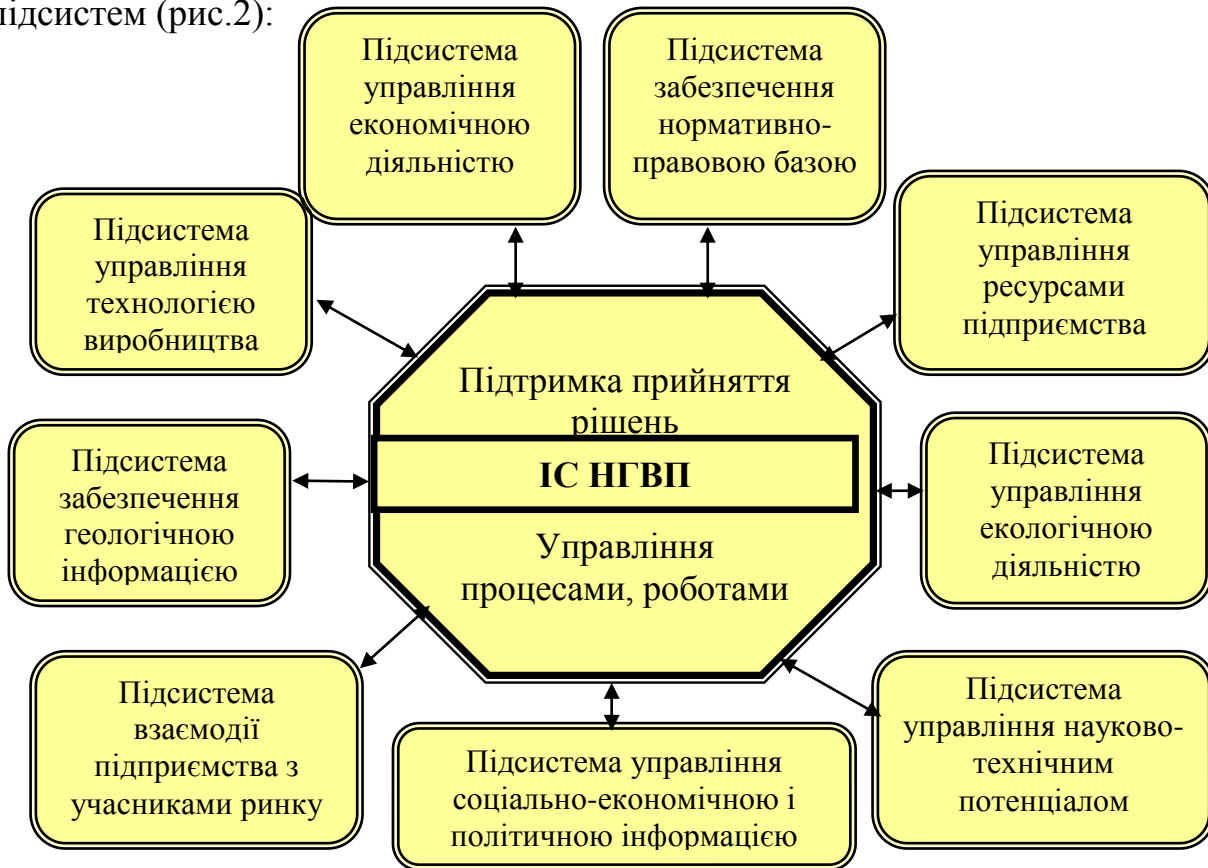 підсистем (рис.2):
Підсистема
управління
економічною
діяльністю
Підсистема
забезпечення
нормативно-
правовою базою
Підсистема
управління
технологією
виробництва
Підсистема
управління
ресурсами
підприємства
Підтримка прийняття
рішень
ІС НГВП
Управління
процесами, роботами
Підсистема
забезпечення
геологічною
інформацією
Підсистема
управління
екологічною
діяльністю
Підсистема
взаємодії
підприємства з
учасниками ринку
Підсистема управління
соціально-економічною і
політичною інформацією
Підсистема
управління науково-
технічним
потенціалом